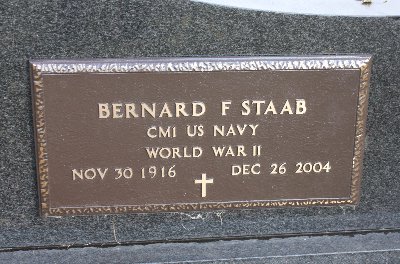 BERNARD F STAAB
CM1 US NAVY
WORLD WAR II
NOV 30 1916 DEC 26 2004